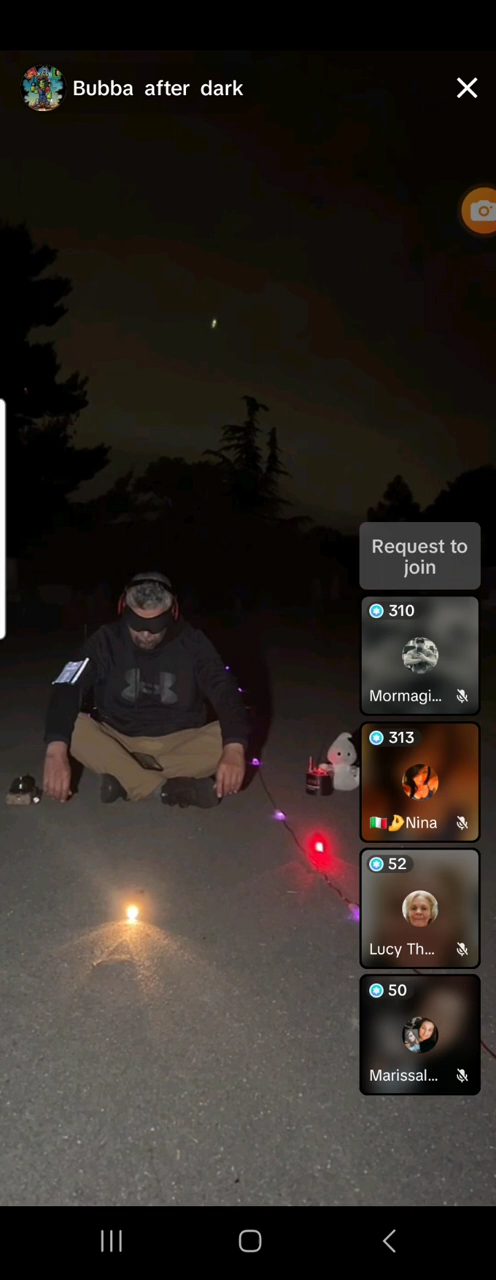 Bubba after dark
Request to
join
310
Mormagi...
313
🇮🇹🤌Nina
52
Lucy Th...
50
Marissal...